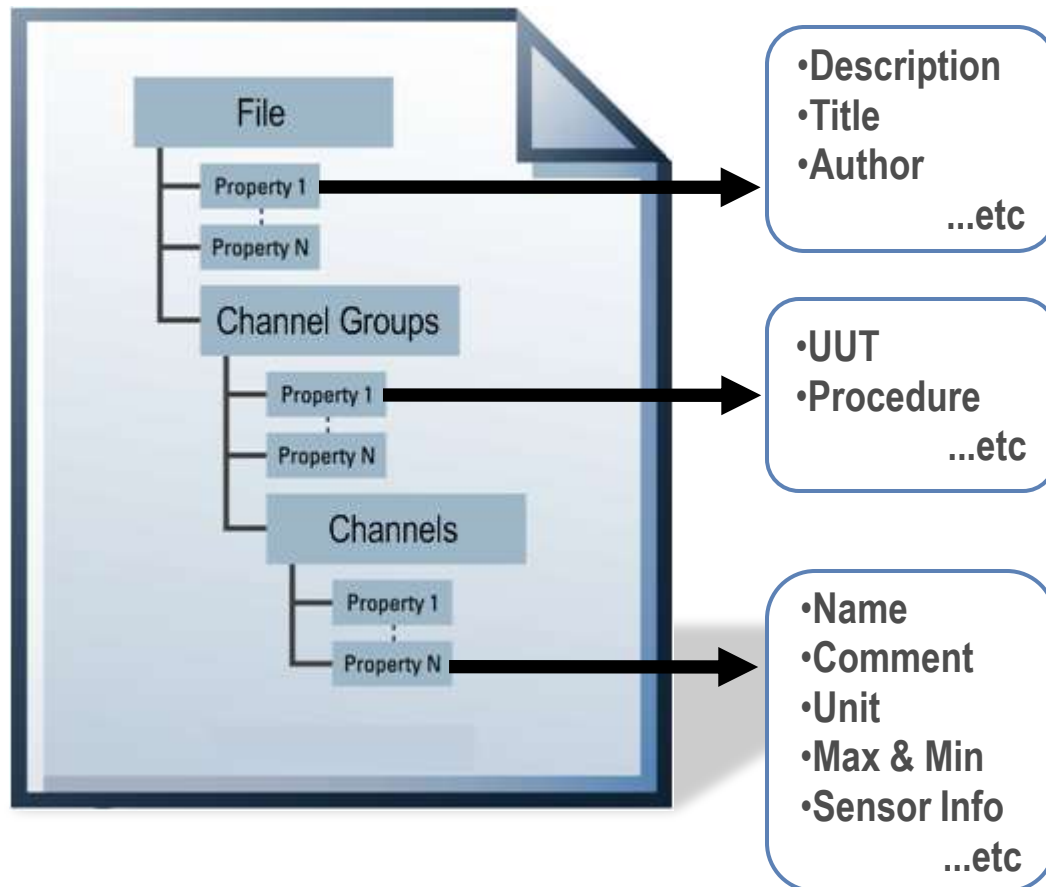 File
Property 1
Property N
Channel Groups
Property 1
Property N
Channels
Property 1
Property N
•Description
•Title
•Author
...etc
•UUT
•Procedure
...etc
•Name
•Comment
•Unit
•Max & Min
•Sensor Info
...etc